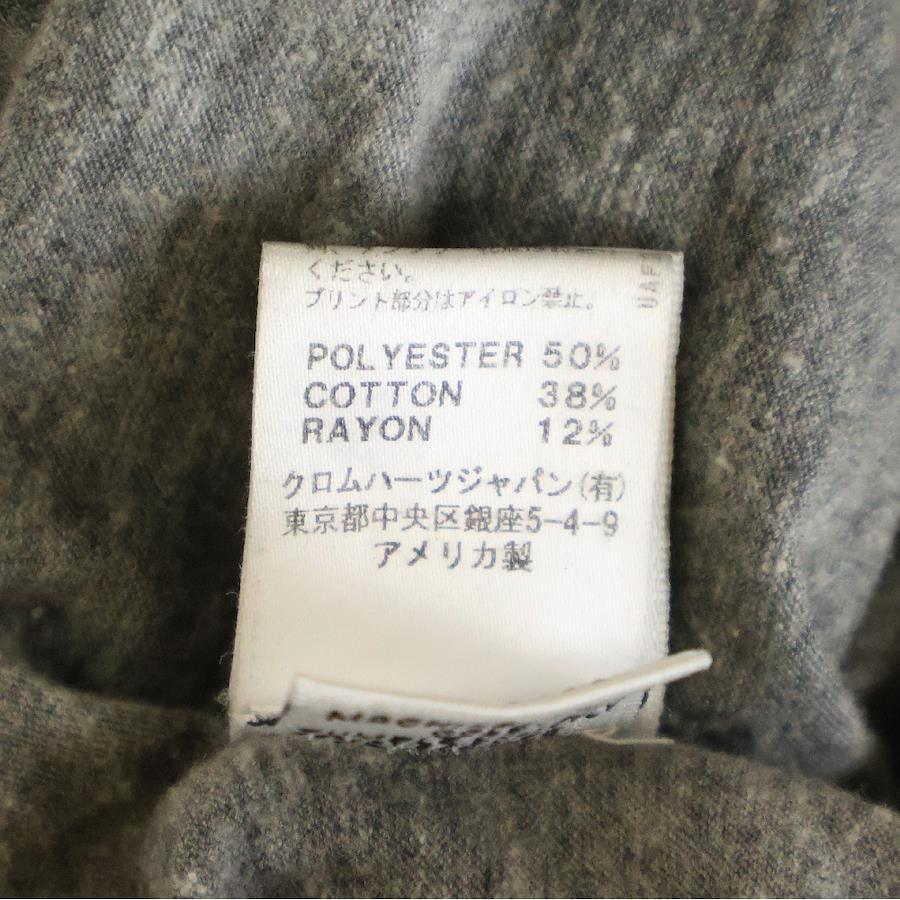 ください。
プリント部分はアイロン禁止。
POLYESTER 50%
COTTON 38%
RAYON 12%
クロムハーツジャパン(有)
東京都中央区銀座5-4-9
アメリカ製